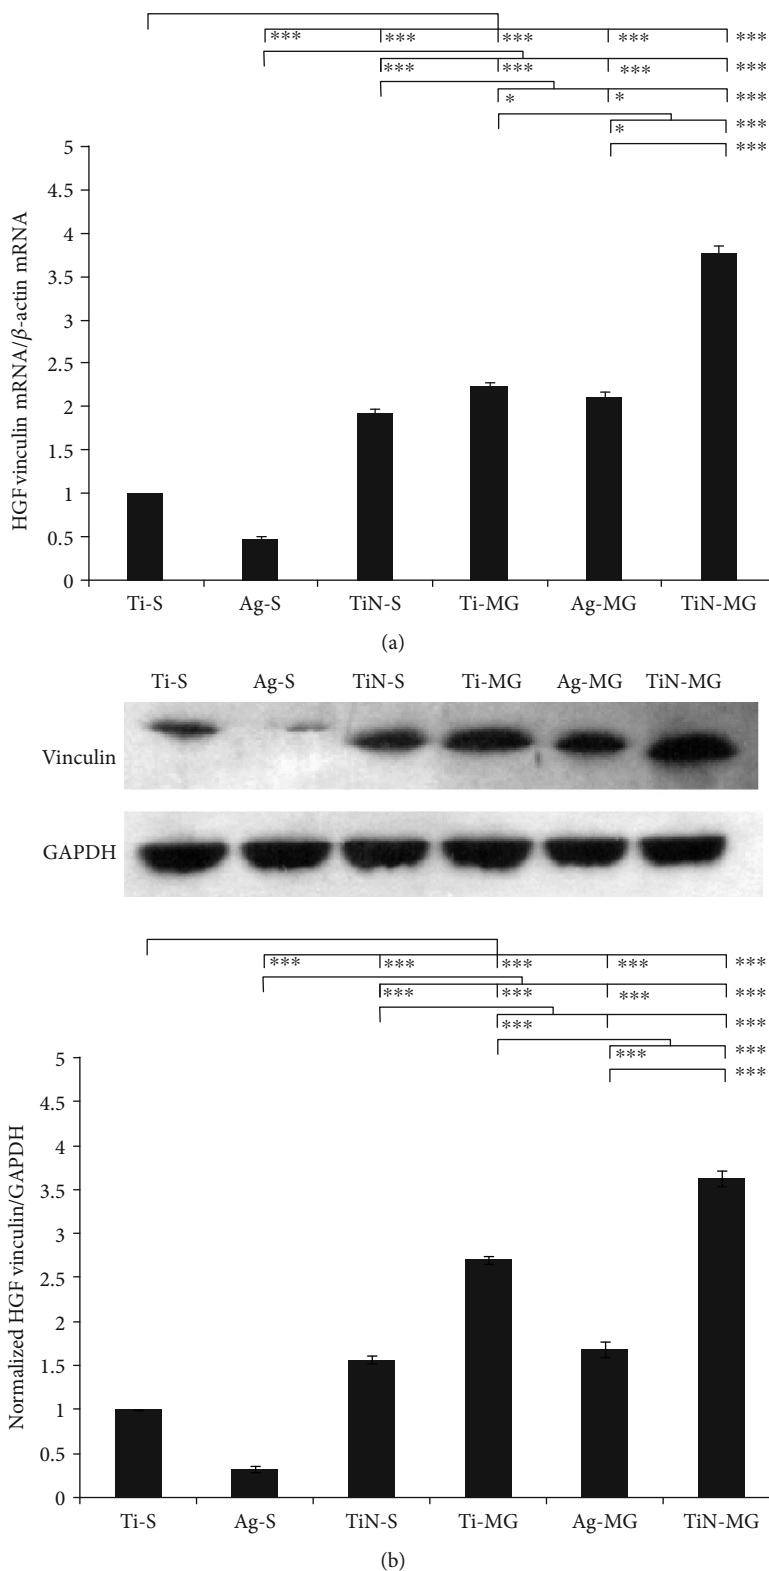 *** *** *** *** ***
*** *** *** ***
* * ***
* ***
***
HGF vinculin mRNA/β-actin mRNA
5
4.5
4
3.5
3
2.5
2
1.5
1
0.5
0
Ti-S Ag-S TiN-S Ti-MG Ag-MG TiN-MG
(a)
Ti-S Ag-S TiN-S Ti-MG Ag-MG TiN-MG
Vinculin
GAPDH
*** *** *** *** ***
*** *** *** ***
*** ***
*** ***
***
Normalized HGF vinculin/GAPDH
5
4.5
4
3.5
3
2.5
2
1.5
1
0.5
0
Ti-S Ag-S TiN-S Ti-MG Ag-MG TiN-MG
(b)